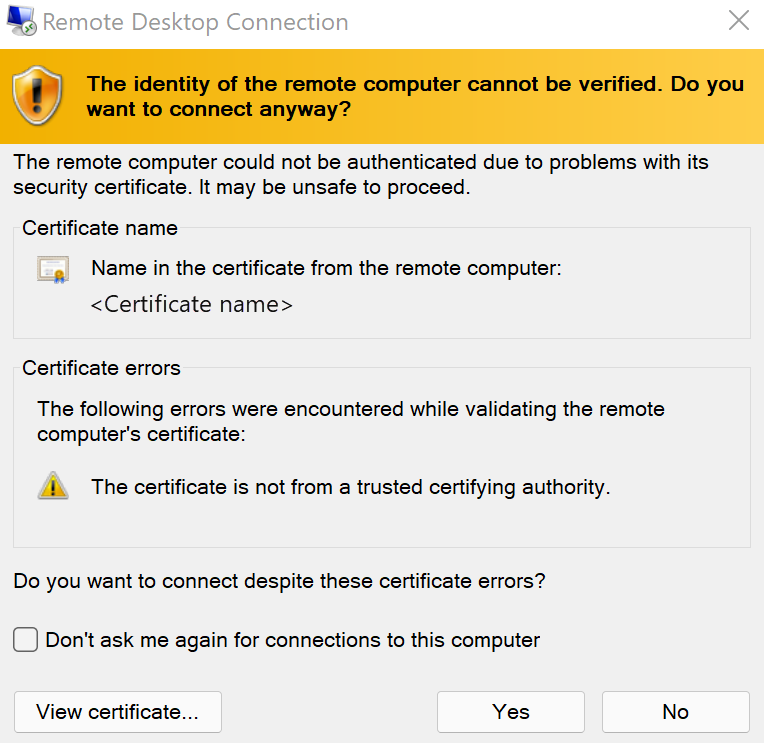 Remote Desktop Connection
The identity of the remote computer cannot be verified. Do you
want to connect anyway?
The remote computer could not be authenticated due to problems with its
security certificate. It may be unsafe to proceed.
Certificate name
Name in the certificate from the remote computer:
<Certificate name>
Certificate errors
The following errors were encountered while validating the remote
computer's certificate:
The certificate is not from a trusted certifying authority.
Do you want to connect despite these certificate errors?
Don't ask me again for connections to this computer
View certificate...
Yes
No